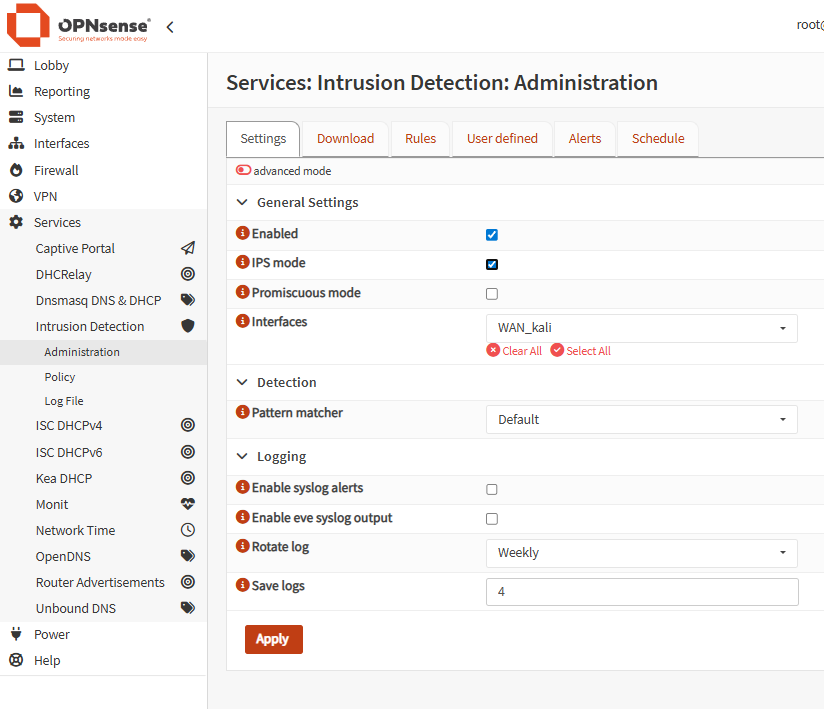 OPNsense®
Securing networks made easy
root@
Lobby
Reporting
System
Interfaces
Firewall
VPN
Services
Captive Portal
DHCRelay
Dnsmasq DNS & DHCP
Intrusion Detection
Administration
Policy
Log File
ISC DHCPv4
ISC DHCPv6
Kea DHCP
Monit
Network Time
OpenDNS
Router Advertisements
Unbound DNS
Power
Help
Services: Intrusion Detection: Administration
Settings Download Rules User defined Alerts Schedule
advanced mode
General Settings
Enabled
IPS mode
Promiscuous mode
Interfaces WAN_kali
Clear All Select All
Detection
Pattern matcher Default
Logging
Enable syslog alerts
Enable eve syslog output
Rotate log Weekly
Save logs 4
Apply